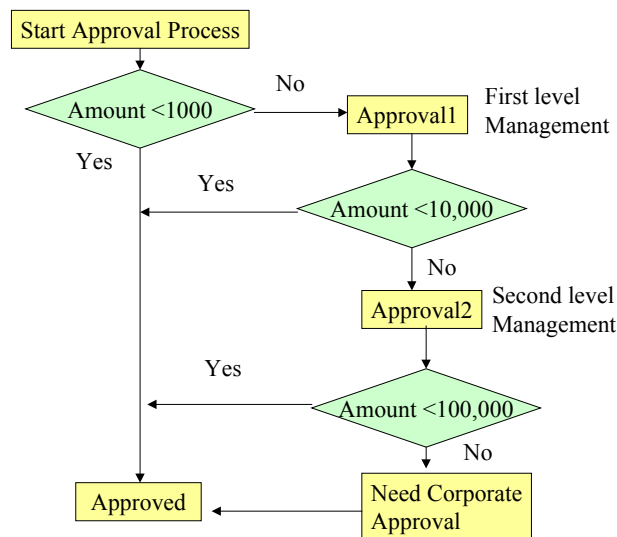 Start Approval Process
No
First level
Management
Amount <1000
Approval1
Yes
Yes
Amount <10,000
No
Second level
Management
Approval2
Yes
Amount <100,000
No
Approved
Need Corporate
Approval